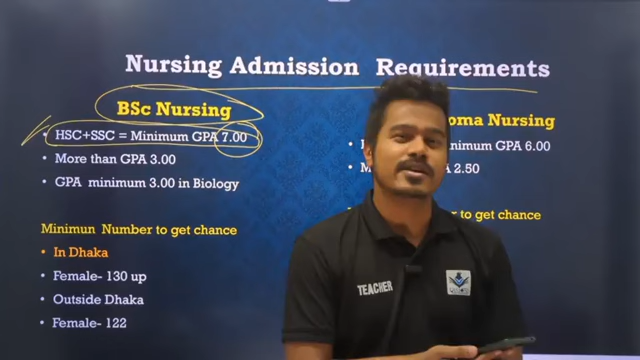 Nursing Admission Requirements
BSc Nursing
• HSC+SSC = Minimum GPA 7.00
• More than GPA 3.00
• GPA minimum 3.00 in Biology
Minimun Number to get chance
• In Dhaka
• Female- 130 up
• Outside Dhaka
• Female- 122
oma Nursing
nimum GPA 6.00
2.50
to get chance
TEACHER